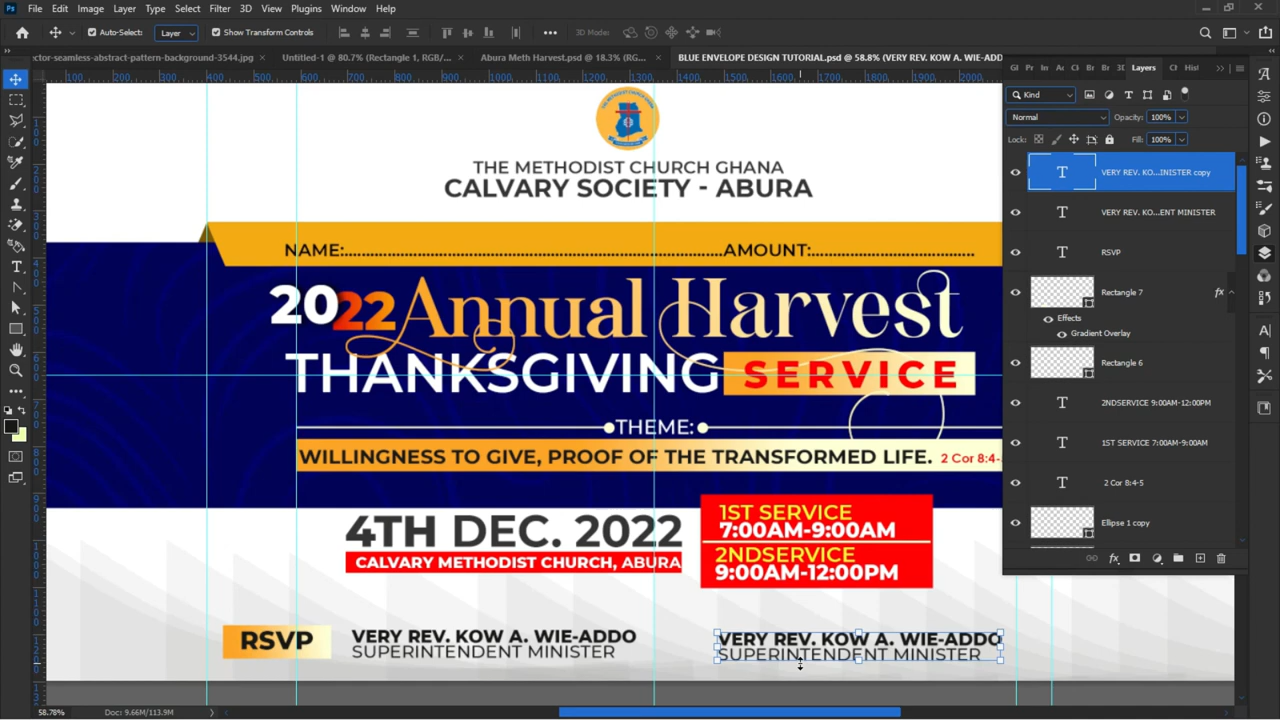 File Edit Image Layer Type Select Filter 3D View Plugins Window Help
Auto-Select: Layer Show Transform Controls 3D Mode:
ector-seamless-abstract-pattern-background-3544.jpg Untitled-1 @ 80.7% (Rectangle 1, RGB/... Abura Meth Harvest.psd @ 18.3% (RG... BLUE ENVELOPE DESIGN TUTORIAL.psd @ 58.8% (VERY REV. KOW A. WIE-ADDO
Layers
Kind
Normal Opacity: 100%
Lock: Fill: 100%
VERY REV. KO...INISTER copy
VERY REV. KO...ENT MINISTER
RSVP
Rectangle 7
Effects
Gradient Overlay
Rectangle 6
2NDSERVICE 9:00AM-12:00PM
1ST SERVICE 7:00AM-9:00AM
2 Cor 8:4-5
Ellipse 1 copy
THE METHODIST CHURCH GHANA
CALVARY SOCIETY - ABURA
NAME:.......................................................................AMOUNT:...............................
2022 Annual Harvest
THANKSGIVING SERVICE
THEME:
WILLINGNESS TO GIVE, PROOF OF THE TRANSFORMED LIFE. 2 Cor 8:4-
4TH DEC. 2022
CALVARY METHODIST CHURCH, ABURA
1ST SERVICE
7:00AM-9:00AM
2NDSERVICE
9:00AM-12:00PM
RSVP
VERY REV. KOW A. WIE-ADDO
SUPERINTENDENT MINISTER
VERY REV. KOW A. WIE-ADDO
SUPERINTENDENT MINISTER
58.78% Doc: 9.66M/113.9M